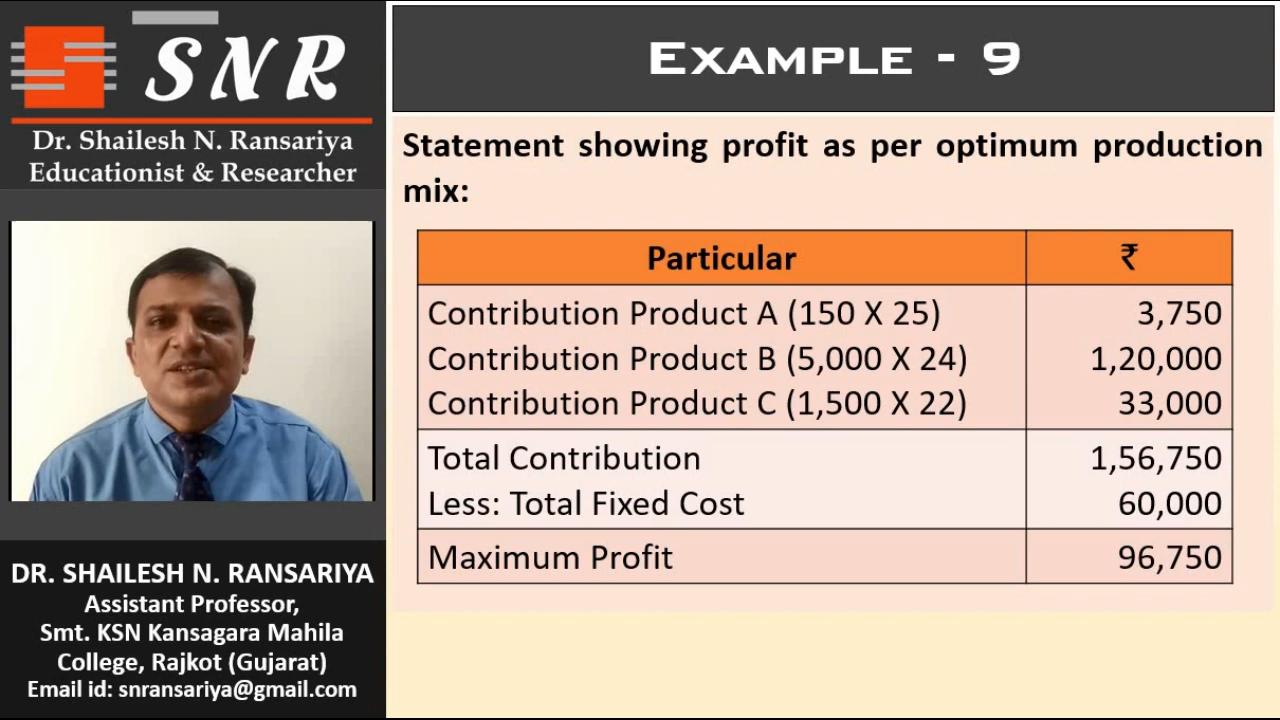 SNR
Dr. Shailesh N. Ransariya
Educationist & Researcher
DR. SHAILESH N. RANSARIYA
Assistant Professor,
Smt. KSN Kansagara Mahila
College, Rajkot (Gujarat)
Email id: snransariya@gmail.com
EXAMPLE - 9
Statement showing profit as per optimum production
mix:
Particular ₹
Contribution Product A (150 X 25) 3,750
Contribution Product B (5,000 X 24) 1,20,000
Contribution Product C (1,500 X 22) 33,000
Total Contribution 1,56,750
Less: Total Fixed Cost 60,000
Maximum Profit 96,750